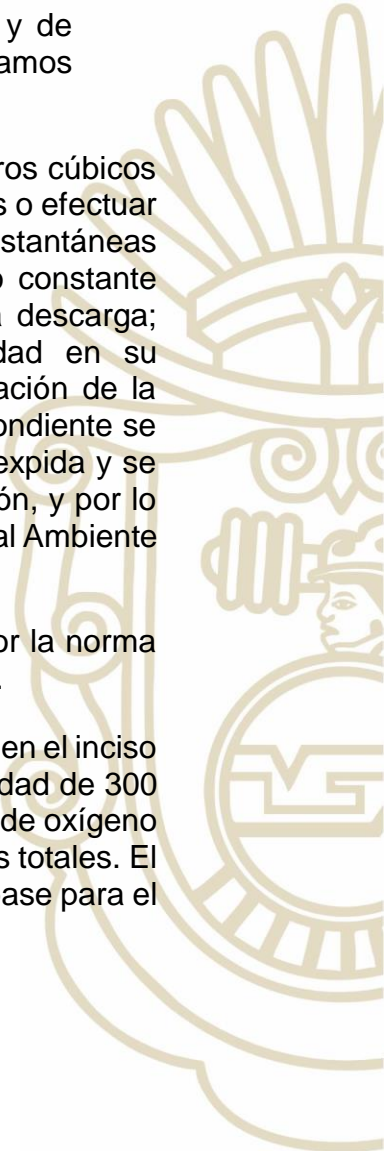 y de
amos
ros cúbicos
s o efectuar
stantáneas
o constante
a descarga;
dad en su
ación de la
ondiente se
expida y se
ón, y por lo
al Ambiente
or la norma
.
en el inciso
dad de 300
de oxígeno
s totales. El
ase para el